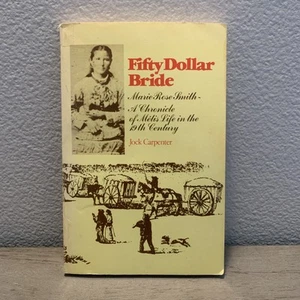 Fifty Dollar
Bride
Marie Rose Smith -
A Chronicle
of Métis Life in the
19th Century
Jock Carpenter